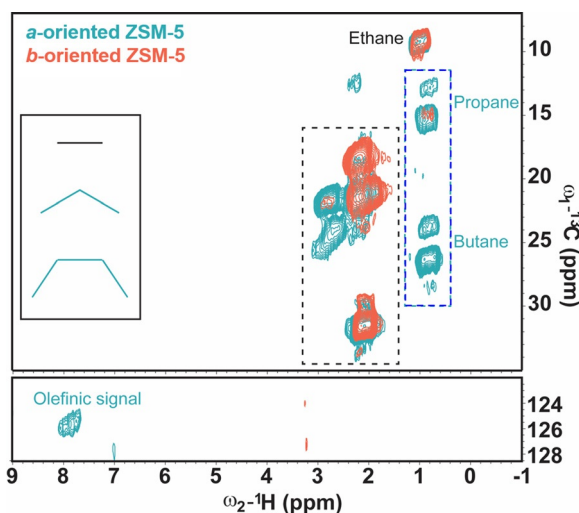 a-oriented ZSM-5
b-oriented ZSM-5
Ethane
Propane
Butane
10
15
20
25
30
ω1-13C (ppm)
Olefinic signal
124
126
128
9 8 7 6 5 4 3 2 1 0 -1
ω2-1H (ppm)